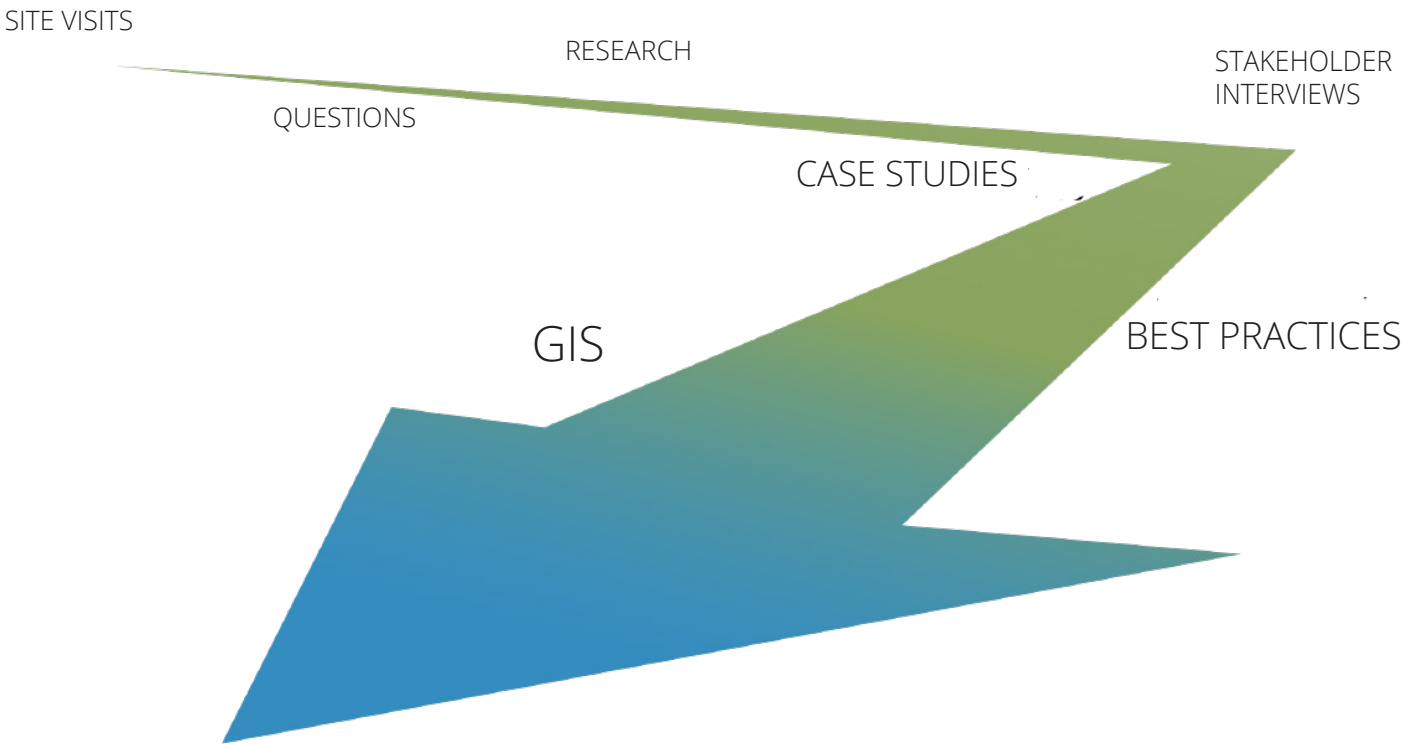 SITE VISITS
RESEARCH
STAKEHOLDER
INTERVIEWS
QUESTIONS
CASE STUDIES
GIS
BEST PRACTICES